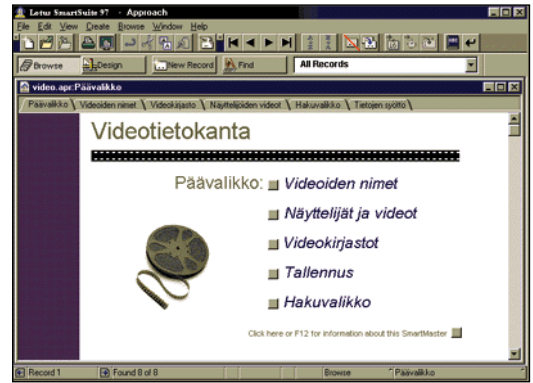 Lotus SmartSuite 97 - Approach
File Edit View Create Browse Window Help
Browse Design New Record Find All Records
video.apr:Päävalikko
Päävalikko Videoiden nimet Videokirjasto Näyttelijöiden videot Hakuvalikko Tietojen syöttö
Videotietokanta
Päävalikko: Videoiden nimet
Näyttelijät ja videot
Videokirjastot
Tallennus
Hakuvalikko
Click here or F12 for information about this SmartMaster
Record 1 Found 8 of 8 Browse Päävalikko